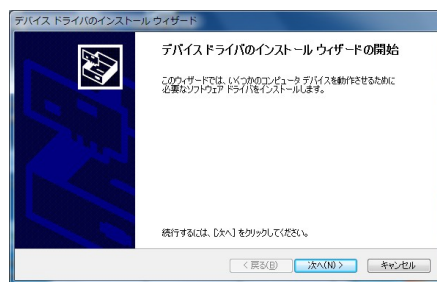 デバイス ドライバのインストール ウィザード
デバイス ドライバのインストール ウィザードの開始
このウィザードでは、いくつかのコンピュータ デバイスを動作させるために
必要なソフトウェア ドライバをインストールします。
続行するには、[次へ] をクリックしてください。
< 戻る(B)
次へ(N) >
キャンセル